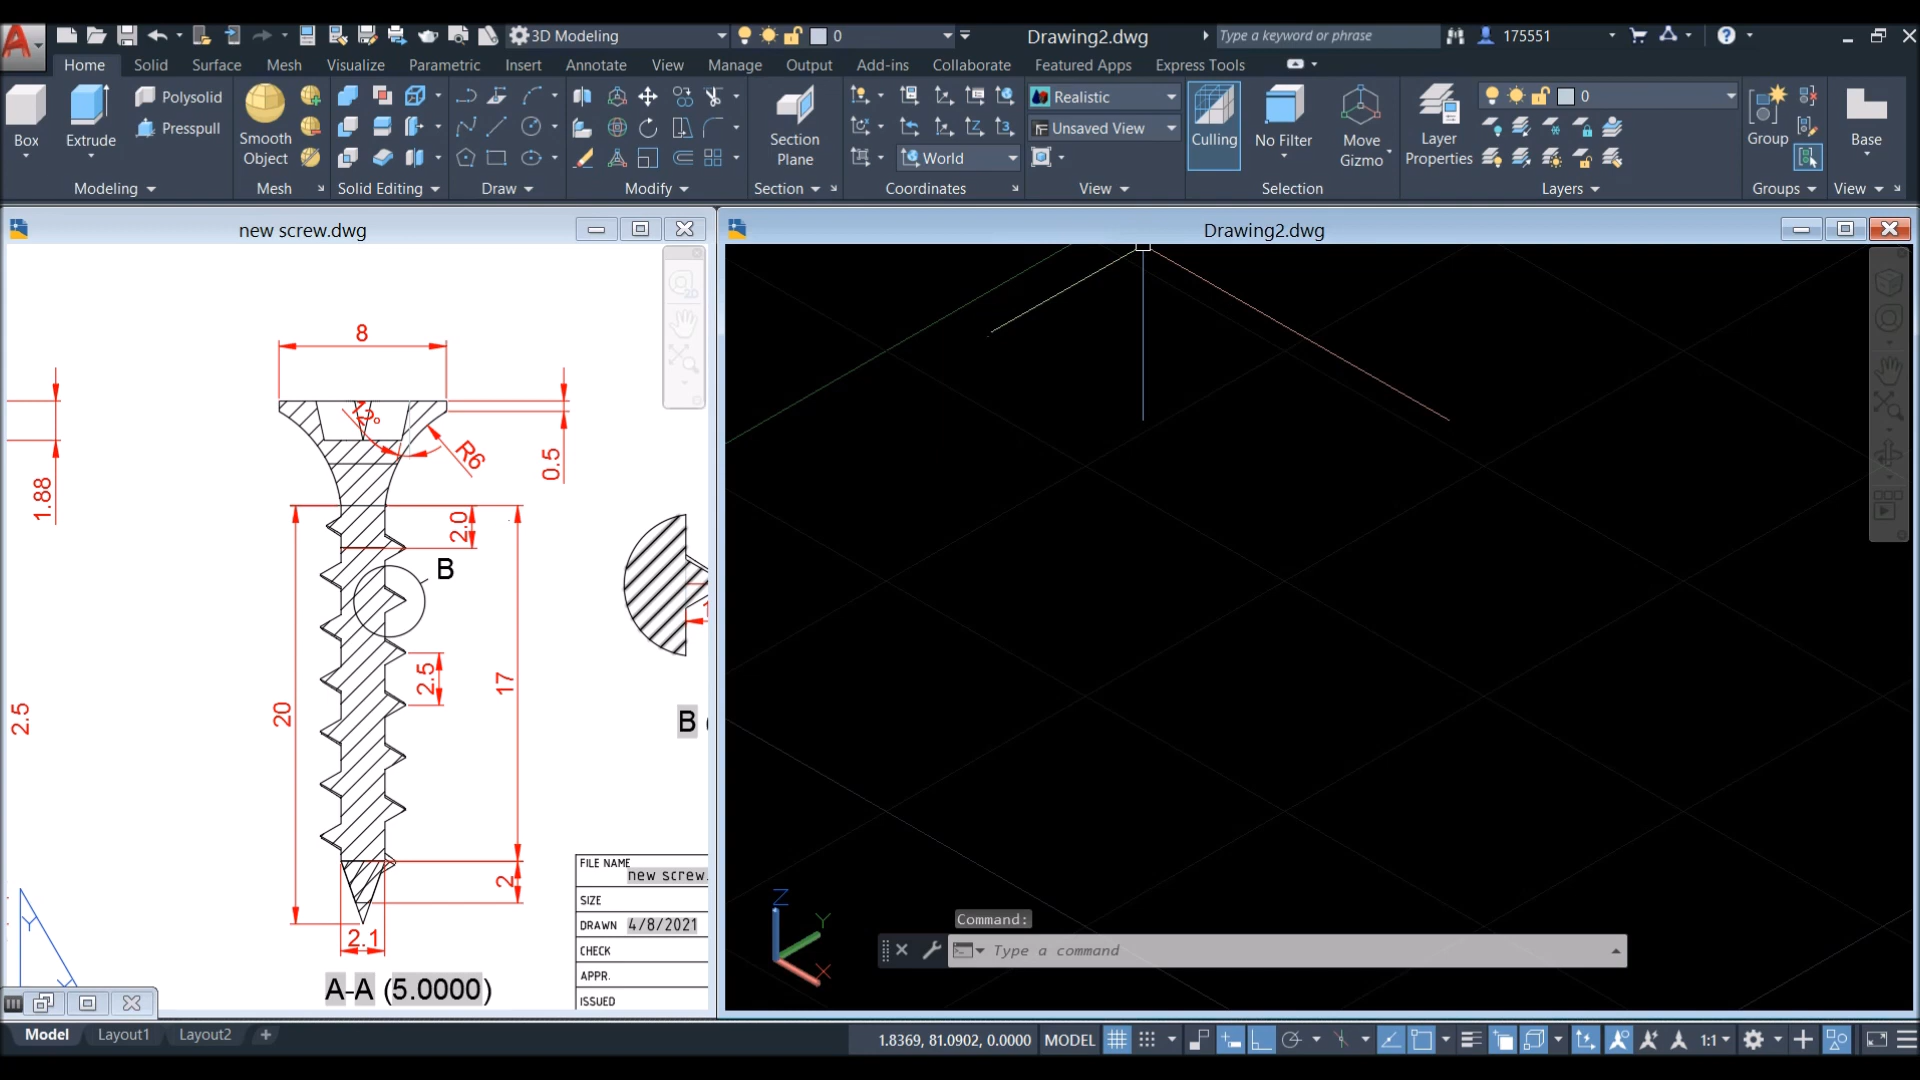 3D Modeling
0
Drawing2.dwg
Type a keyword or phrase
175551
Home Solid Surface Mesh Visualize Parametric Insert Annotate View Manage Output Add-ins Collaborate Featured Apps Express Tools
Box
Extrude
Polysolid
Presspull
Smooth
Object
Section
Plane
World
Realistic
Unsaved View
Culling
No Filter
Move
Gizmo
Layer
Properties
0
Group
Base
Modeling
Mesh
Solid Editing
Draw
Modify
Section
Coordinates
View
Selection
Layers
Groups
View
new screw.dwg
Drawing2.dwg
8
12°
R6
0.5
1.88
2.0
B
2.5
17
20
2.5
2
2.1
B
A-A (5.0000)
FILE NAME
new screw.
SIZE
DRAWN 4/8/2021
CHECK
APPR.
ISSUED
Y
Z
Y
X
Command:
Type a command
Model Layout1 Layout2
1.8369, 81.0902, 0.0000 MODEL
1:1